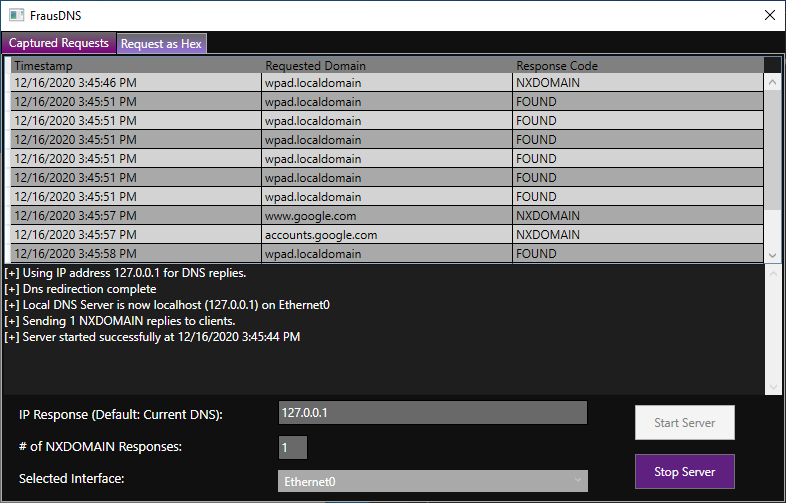 FrausDNS
Captured Requests Request as Hex
Timestamp Requested Domain Response Code
12/16/2020 3:45:46 PM wpad.localdomain NXDOMAIN
12/16/2020 3:45:51 PM wpad.localdomain FOUND
12/16/2020 3:45:51 PM wpad.localdomain FOUND
12/16/2020 3:45:51 PM wpad.localdomain FOUND
12/16/2020 3:45:51 PM wpad.localdomain FOUND
12/16/2020 3:45:51 PM wpad.localdomain FOUND
12/16/2020 3:45:51 PM wpad.localdomain FOUND
12/16/2020 3:45:57 PM www.google.com NXDOMAIN
12/16/2020 3:45:57 PM accounts.google.com NXDOMAIN
12/16/2020 3:45:58 PM wpad.localdomain FOUND
[+] Using IP address 127.0.0.1 for DNS replies.
[+] Dns redirection complete
[+] Local DNS Server is now localhost (127.0.0.1) on Ethernet0
[+] Sending 1 NXDOMAIN replies to clients.
[+] Server started successfully at 12/16/2020 3:45:44 PM
IP Response (Default: Current DNS): 127.0.0.1
Start Server
# of NXDOMAIN Responses: 1
Selected Interface: Ethernet0
Stop Server